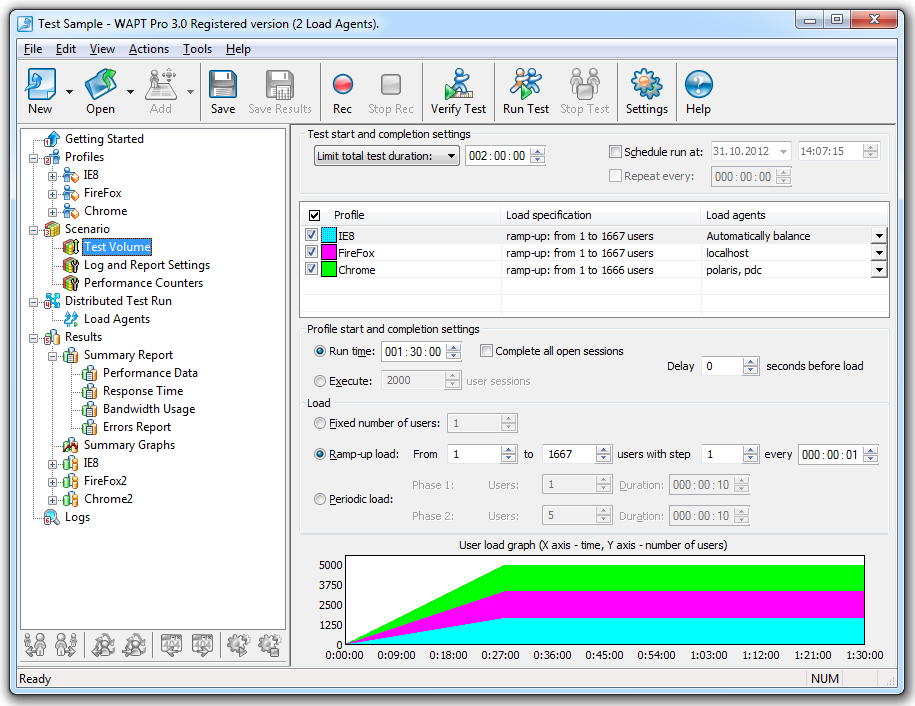 Test Sample - WAPT Pro 3.0 Registered version (2 Load Agents).
File Edit View Actions Tools Help
New Open Add Save Save Results Rec Stop Rec Verify Test Run Test Stop Test Settings Help
Getting Started
Profiles
IE8
FireFox
Chrome
Scenario
Test Volume
Log and Report Settings
Performance Counters
Distributed Test Run
Load Agents
Results
Summary Report
Performance Data
Response Time
Bandwidth Usage
Errors Report
Summary Graphs
IE8
FireFox2
Chrome2
Logs
Test start and completion settings
Limit total test duration: 002:00:00 Schedule run at: 31.10.2012 14:07:15
Repeat every: 000:00:00
Profile Load specification Load agents
IE8 ramp-up: from 1 to 1667 users Automatically balance
FireFox ramp-up: from 1 to 1667 users localhost
Chrome ramp-up: from 1 to 1666 users polaris, pdc
Profile start and completion settings
Run time: 001:30:00 Complete all open sessions
Delay 0 seconds before load
Execute: 2000 user sessions
Load
Fixed number of users: 1
Ramp-up load: From 1 to 1667 users with step 1 every 000:00:01
Phase 1: Users: 1 Duration: 000:00:10
Periodic load:
Phase 2: Users: 5 Duration: 000:00:10
User load graph (X axis - time, Y axis - number of users)
5000
3750
2500
1250
0
0:00:00 0:09:00 0:18:00 0:27:00 0:36:00 0:45:00 0:54:00 1:03:00 1:12:00 1:21:00 1:30:00
404 404
Ready NUM